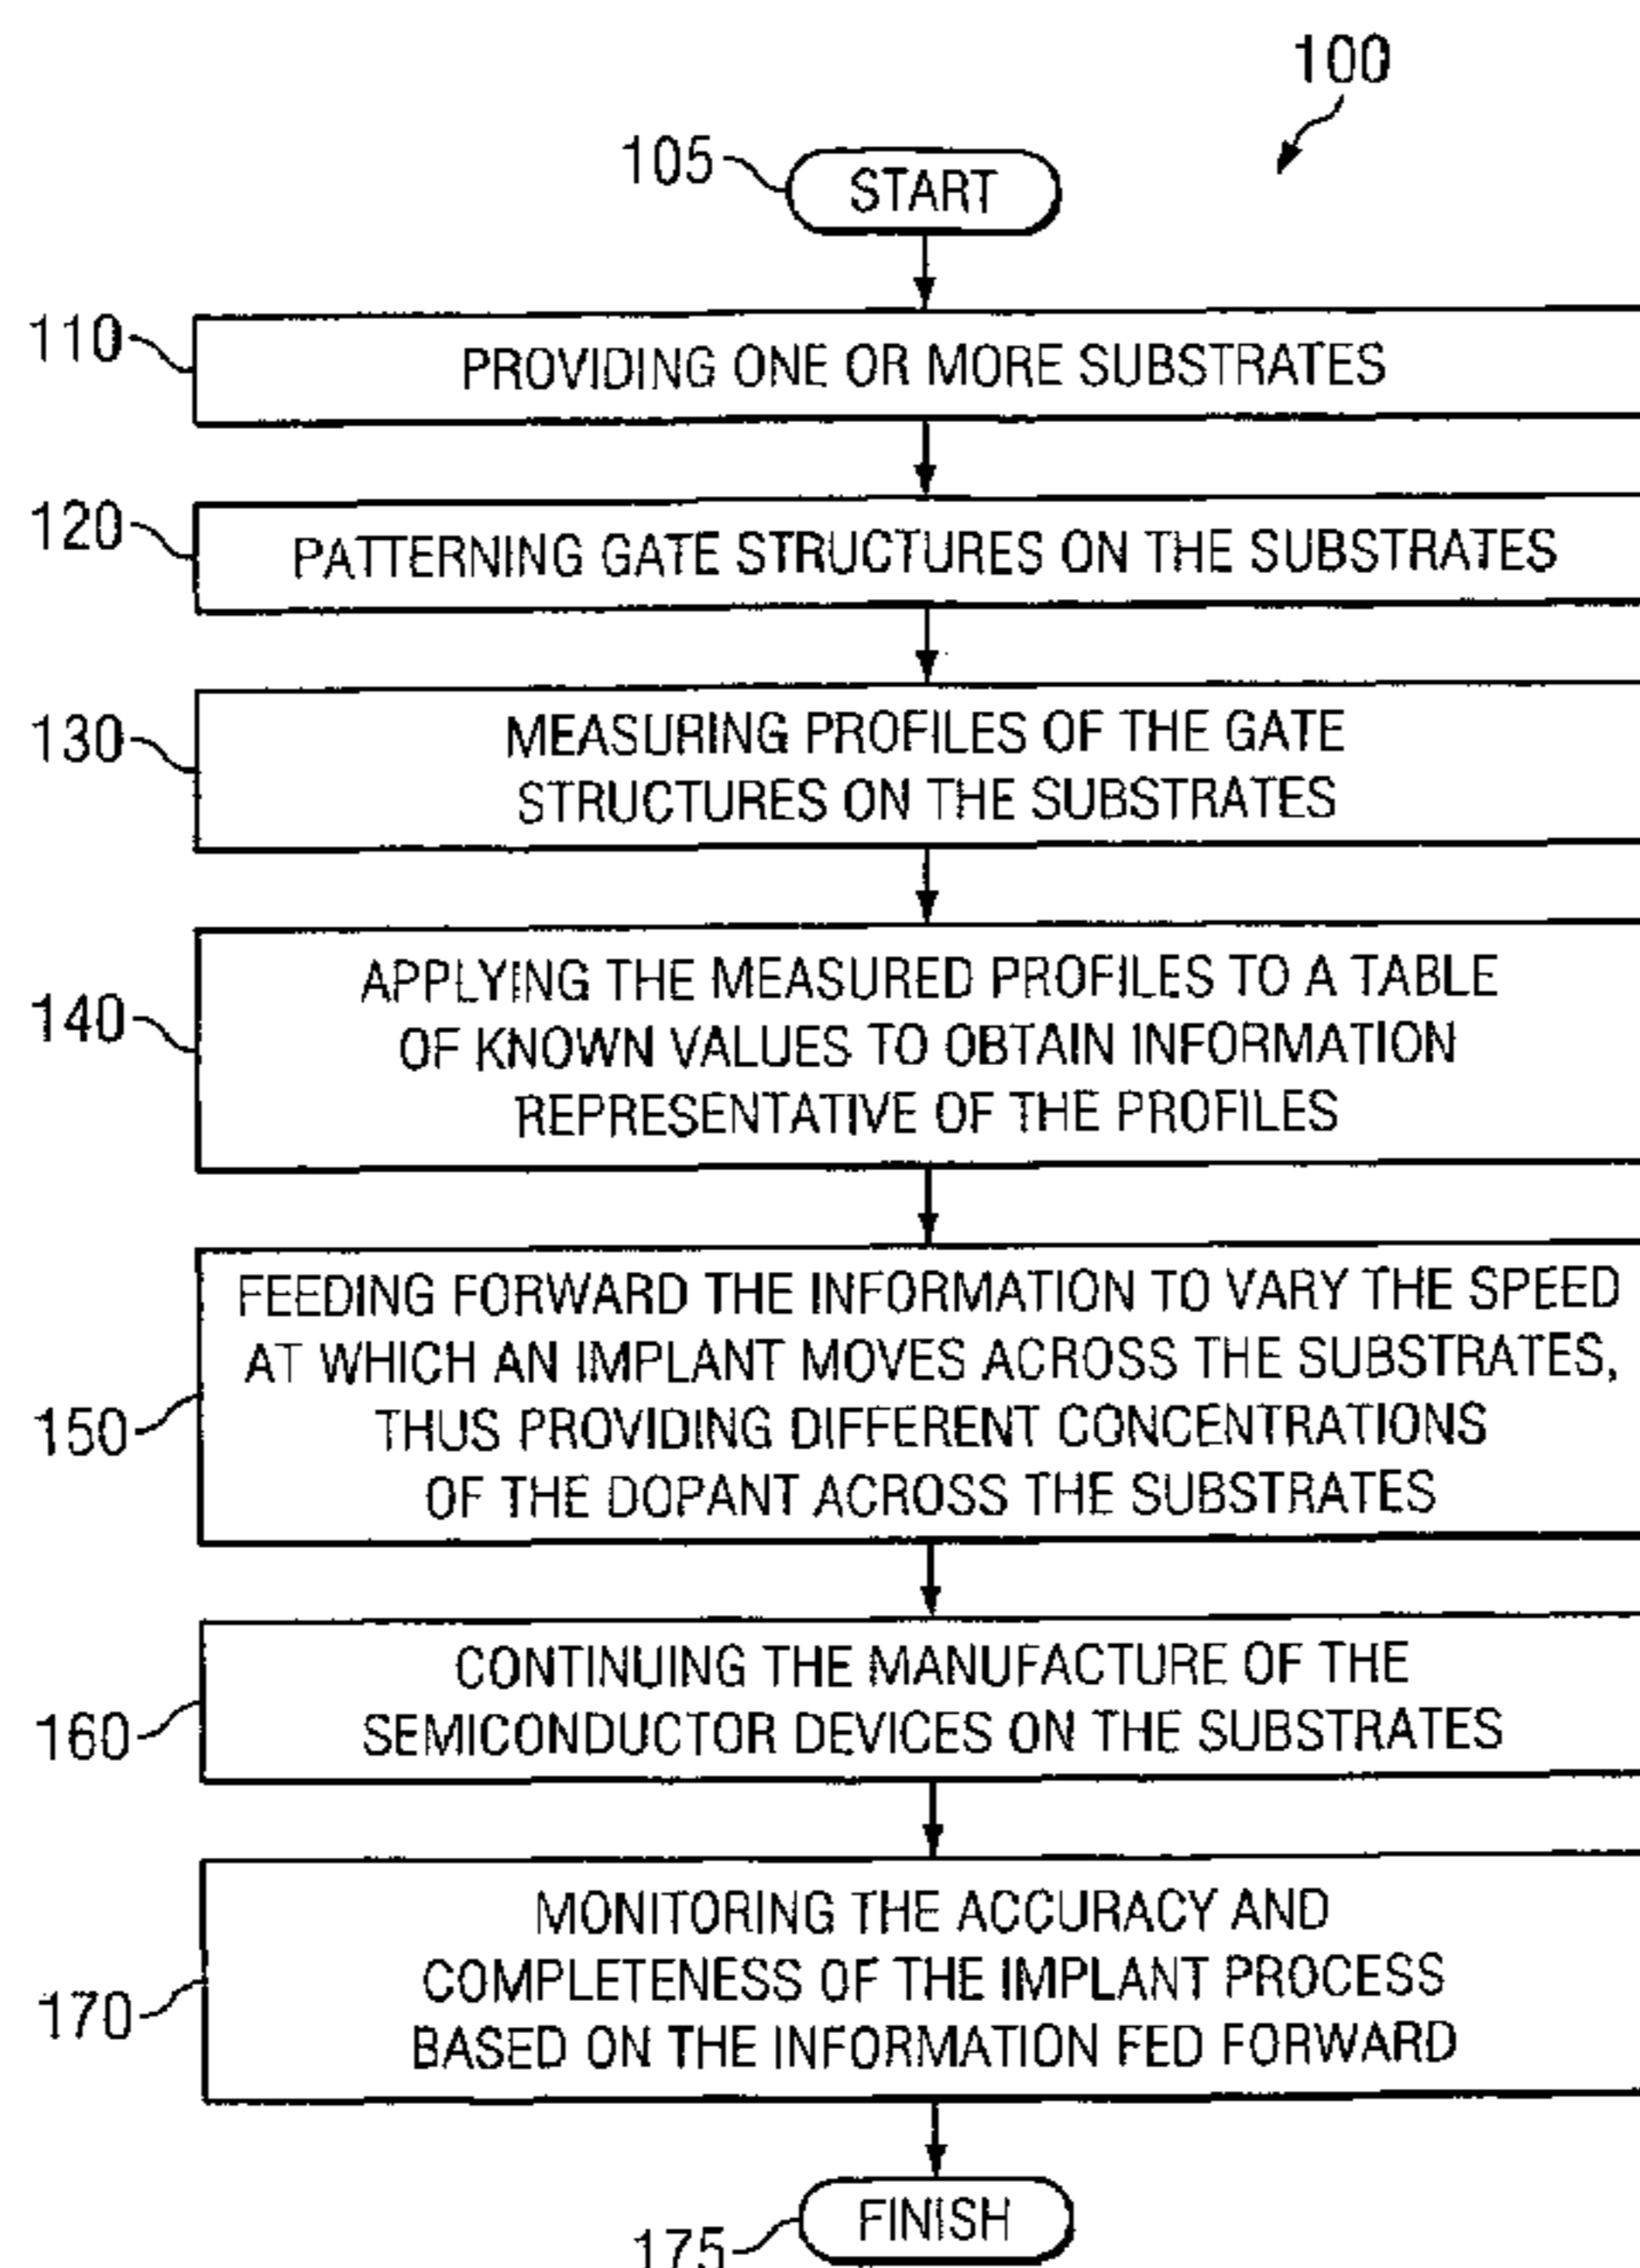 100
105
START
110
PROVIDING ONE OR MORE SUBSTRATES
120
PATTERNING GATE STRUCTURES ON THE SUBSTRATES
130
MEASURING PROFILES OF THE GATE
STRUCTURES ON THE SUBSTRATES
140
APPLYING THE MEASURED PROFILES TO A TABLE
OF KNOWN VALUES TO OBTAIN INFORMATION
REPRESENTATIVE OF THE PROFILES
150
FEEDING FORWARD THE INFORMATION TO VARY THE SPEED
AT WHICH AN IMPLANT MOVES ACROSS THE SUBSTRATES,
THUS PROVIDING DIFFERENT CONCENTRATIONS
OF THE DOPANT ACROSS THE SUBSTRATES
160
CONTINUING THE MANUFACTURE OF THE
SEMICONDUCTOR DEVICES ON THE SUBSTRATES
170
MONITORING THE ACCURACY AND
COMPLETENESS OF THE IMPLANT PROCESS
BASED ON THE INFORMATION FED FORWARD
175
FINISH